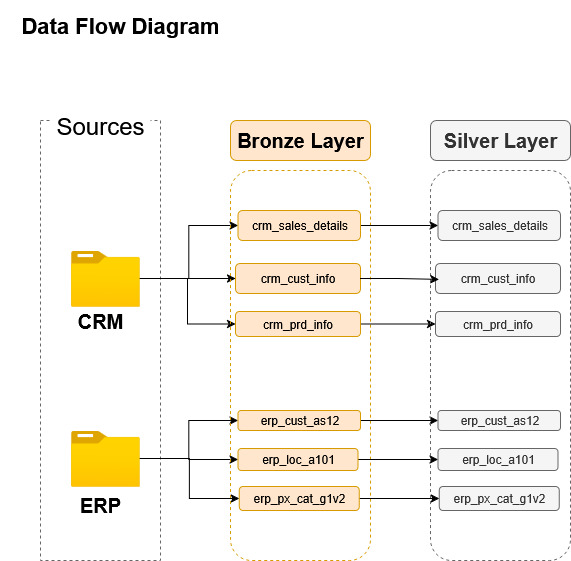 Data Flow Diagram
Sources
Bronze Layer
Silver Layer
crm_sales_details
crm_sales_details
crm_cust_info
crm_cust_info
CRM
crm_prd_info
crm_prd_info
erp_cust_as12
erp_cust_as12
erp_loc_a101
erp_loc_a101
ERP
erp_px_cat_g1v2
erp_px_cat_g1v2